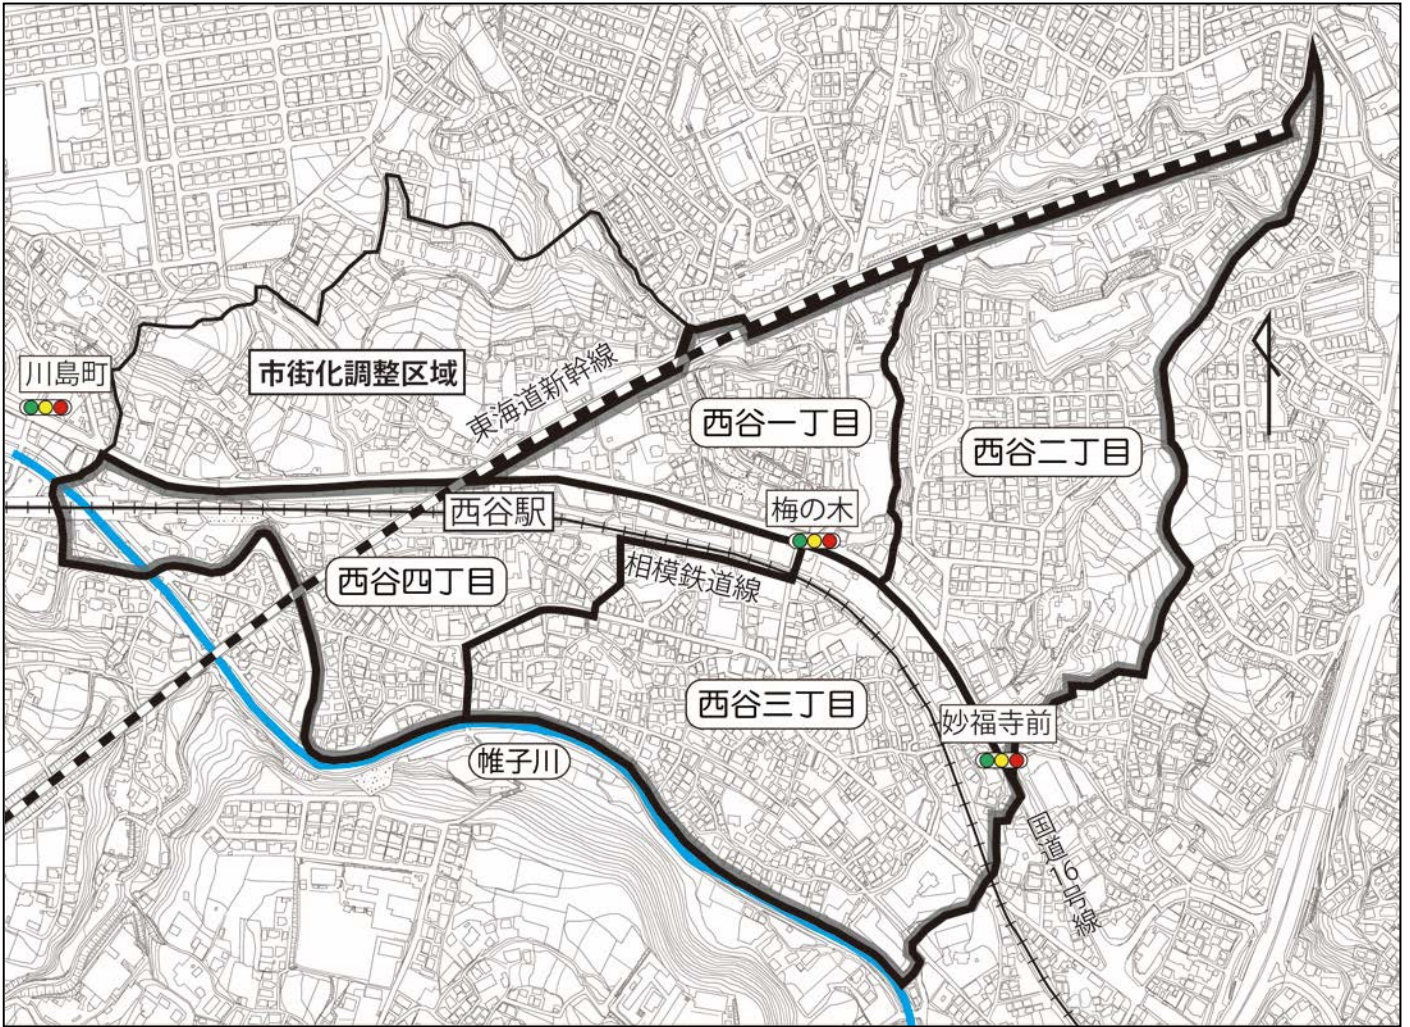 川島町
市街化調整区域
東海道新幹線
西谷一丁目
西谷二丁目
西谷駅
梅の木
西谷四丁目
相模鉄道線
西谷三丁目
妙福寺前
帷子川
国道16号線